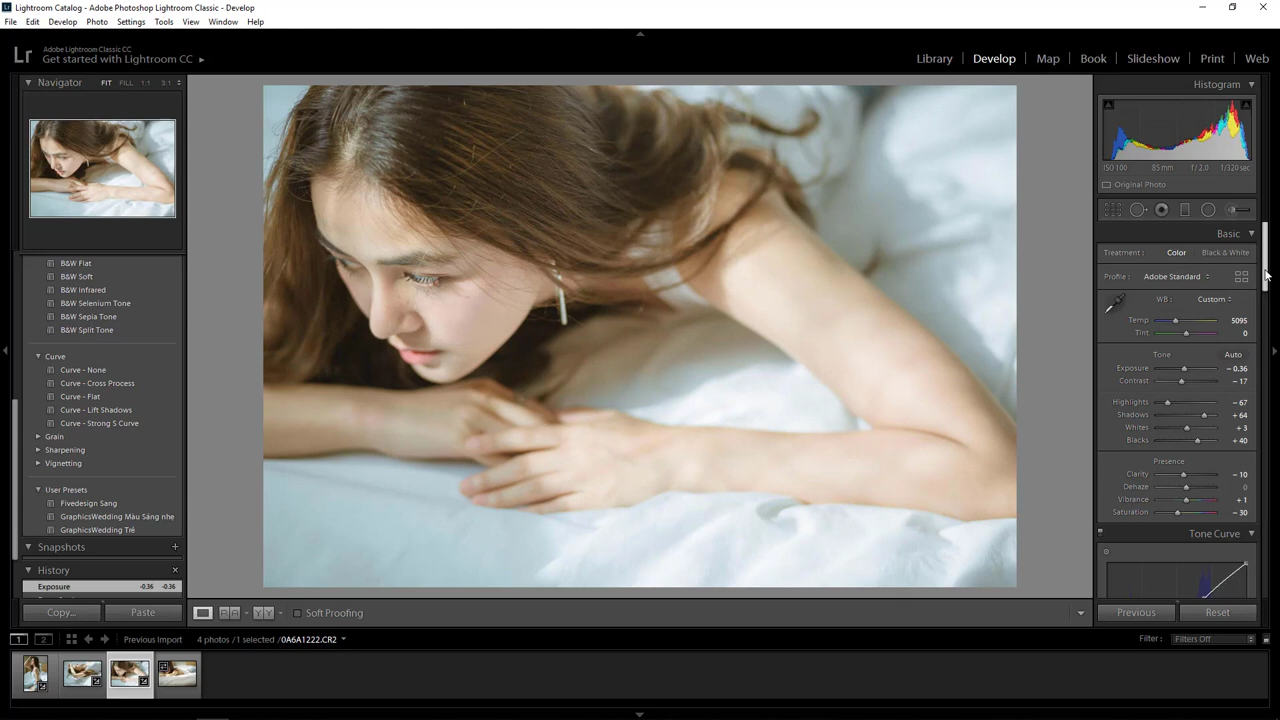 Lightroom Catalog - Adobe Photoshop Lightroom Classic - Develop
File Edit Develop Photo Settings Tools View Window Help
Lr
Adobe Lightroom Classic CC
Get started with Lightroom CC
Library | Develop | Map | Book | Slideshow | Print | Web
Navigator FIT FILL 1:1 3:1
B&W Flat
B&W Soft
B&W Infrared
B&W Selenium Tone
B&W Sepia Tone
B&W Split Tone
Curve
Curve - None
Curve - Cross Process
Curve - Flat
Curve - Lift Shadows
Curve - Strong S Curve
Grain
Sharpening
Vignetting
User Presets
Fivedesign Sang
GraphicsWedding Màu Sáng nhe
GraphicsWedding Trẻ
Snapshots +
History ×
Exposure -0.36 -0.36
Copy... Paste
Soft Proofing
Histogram
ISO 100 85 mm f / 2.0 1/320 sec
Original Photo
Basic
Treatment : Color Black & White
Profile : Adobe Standard
WB : Custom
Temp 5095
Tint 0
Tone Auto
Exposure - 0.36
Contrast - 17
Highlights - 67
Shadows + 64
Whites + 3
Blacks + 40
Presence
Clarity - 10
Dehaze 0
Vibrance + 1
Saturation - 30
Tone Curve
Previous Reset
1 2 Previous Import 4 photos / 1 selected / 0A6A1222.CR2 Filter : Filters Off